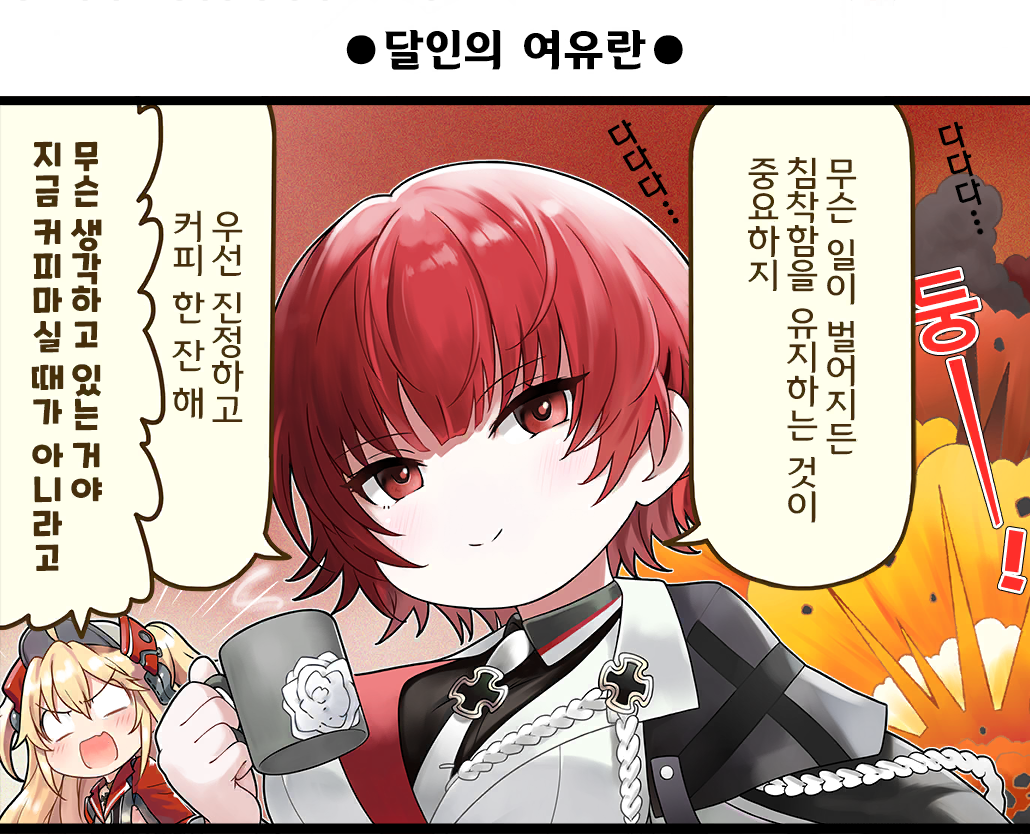 ●달인의 여유란●
다다다…
둥ー!
무슨 일이 벌어지든
침착함을 유지하는 것이
중요하지
다다다…
우선 진정하고
커피 한 잔 해
무슨 생각하고 있는 거야
지금 커피마실 때가 아니라고